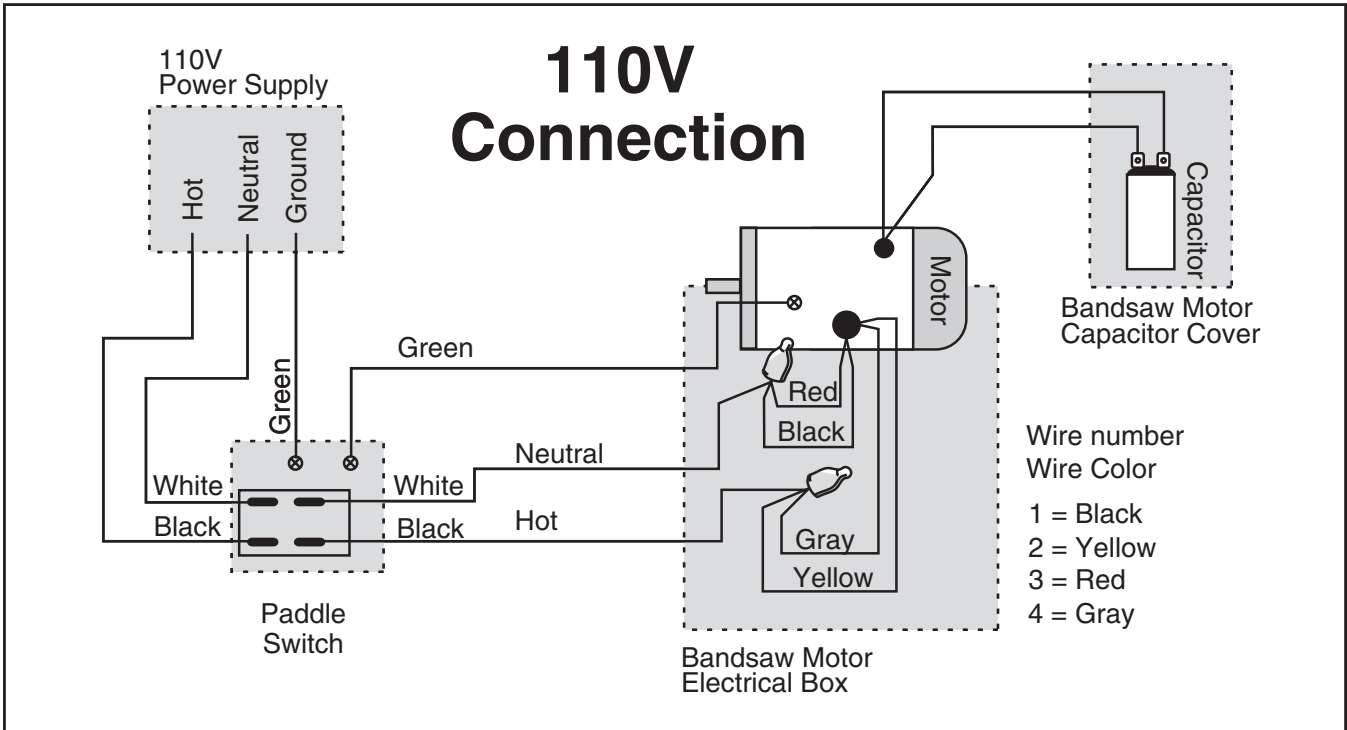 110V
Power Supply
110V
Connection
Hot
Neutral
Ground
Capacitor
Motor
Bandsaw Motor
Capacitor Cover
Green
Green
Red
Black
Neutral
White
White
Black
Black
Hot
Gray
Yellow
Wire number
Wire Color
1 = Black
2 = Yellow
3 = Red
4 = Gray
Paddle
Switch
Bandsaw Motor
Electrical Box